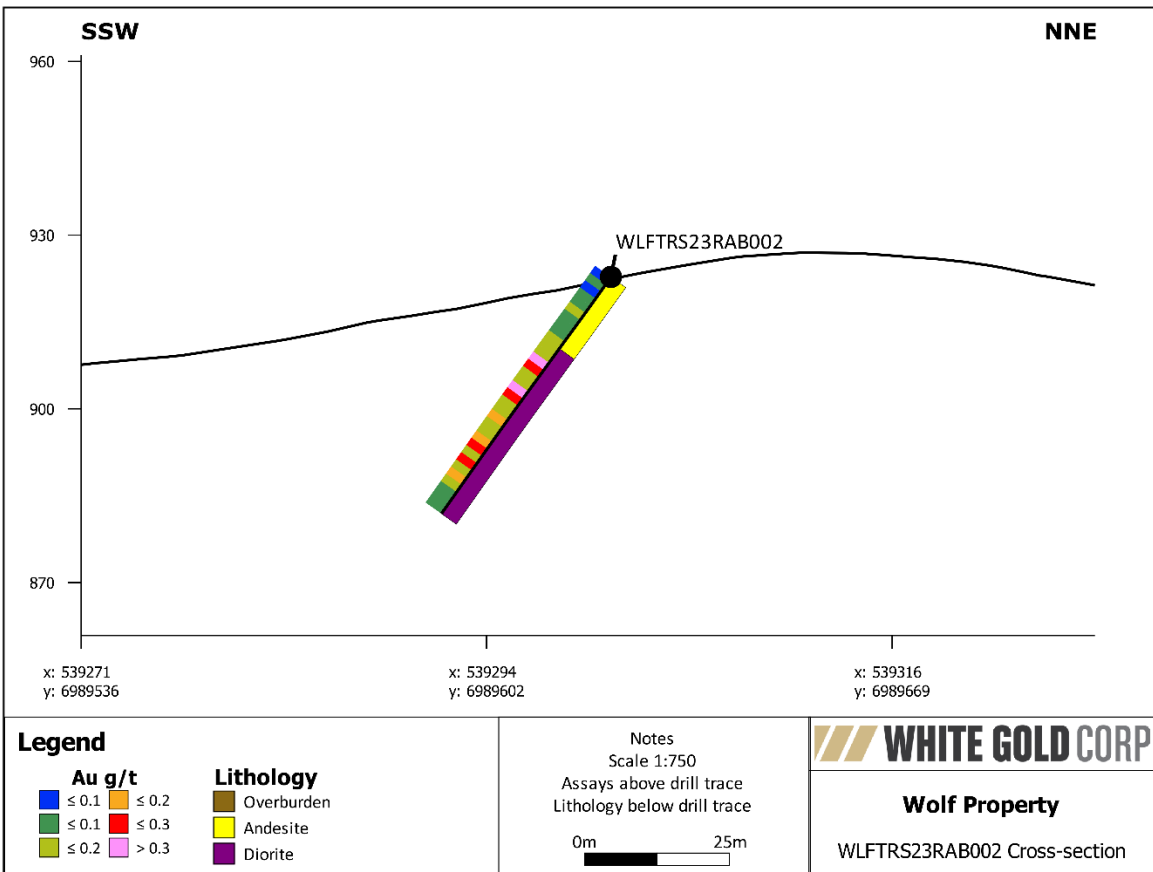 SSW
NNE
960
WLFTRS23RAB002
930
900
870
x: 539271
y: 6989536
x: 539294
y: 6989602
x: 539316
y: 6989669
Legend
Au g/t
≤ 0.1
≤ 0.2
≤ 0.1
≤ 0.3
≤ 0.2
> 0.3
Lithology
Overburden
Andesite
Diorite
Notes
Scale 1:750
Assays above drill trace
Lithology below drill trace
0m 25m
WHITE GOLD CORP
Wolf Property
WLFTRS23RAB002 Cross-section